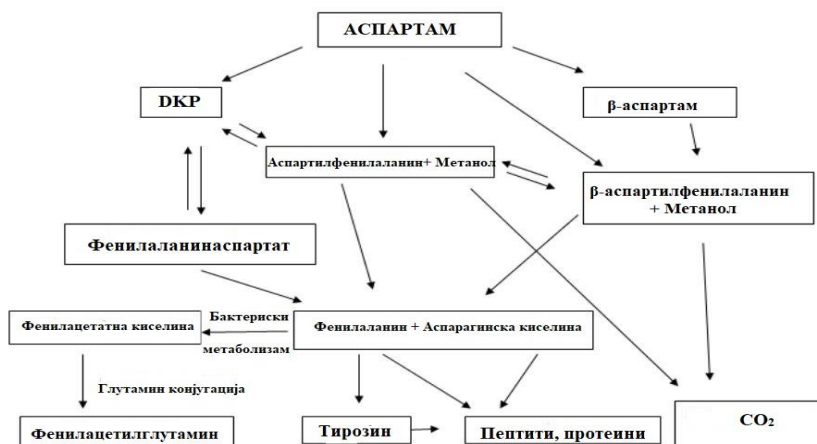 АСПАРТАМ
DKP
β-аспартам
Аспартилфенилаланин+ Метанол
β-аспартилфенилаланин
+ Метанол
Фенилаланинаспартат
Бактериски
Фенилацетатна киселина
Фенилаланин + Аспарагинска киселина
метаболизам
Глутамин конјугација
Фенилацетилглутамин
Тирозин
Пептити, протеини
CO₂